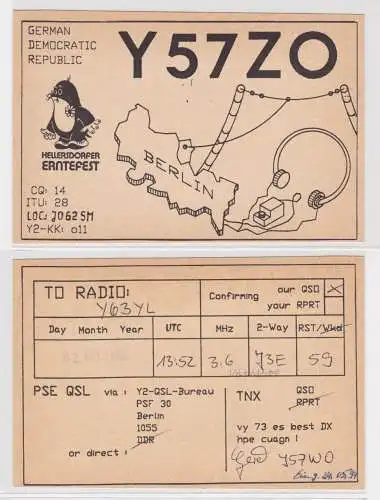 GERMAN
DEMOCRATIC
REPUBLIC
Y57ZO
HELLERSDORFER
ERNTEFEST
BERLIN
CQ: 14
ITU: 28
LOC: JO62SM
Y2-KK: o11
TO RADIO:
Y63YL
Confirming our QSO
your RPRT
Day Month Year UTC MHz 2-Way RST/Wkd
13:52 3.6 59
PSE QSL via: Y2-QSL-Bureau
PSF 30
Berlin
1055
DDR
or direct:
TNX QSO
RPRT
vy 73 es best DX
hpe cuagn!
Gerd Y57WO